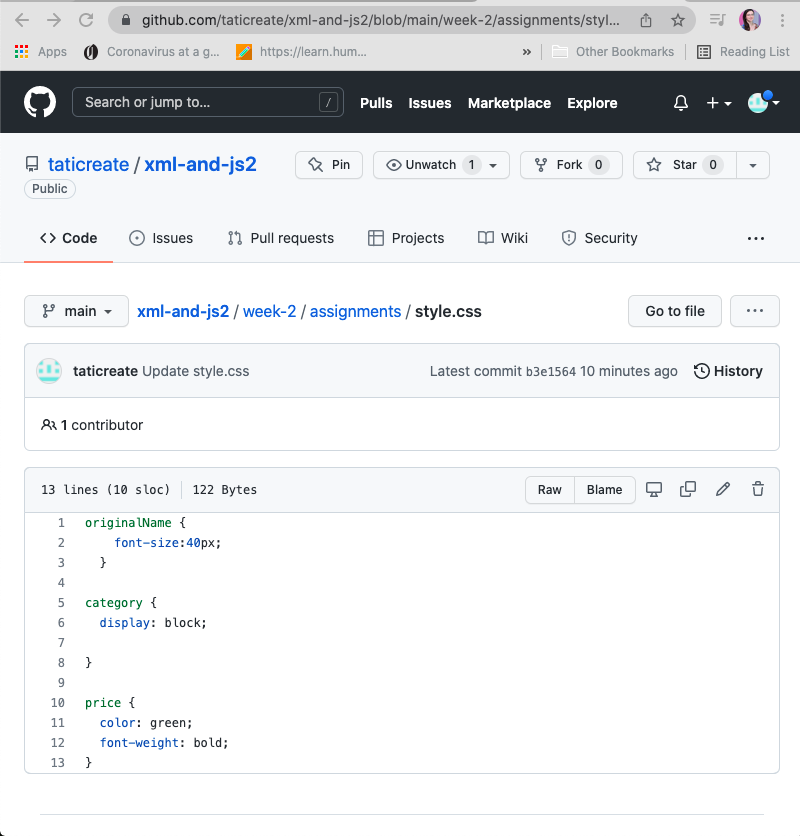 github.com/taticreate/xml-and-js2/blob/main/week-2/assignments/styl...
Apps Coronavirus at a g... https://learn.hum... » Other Bookmarks Reading List
Search or jump to... / Pulls Issues Marketplace Explore
taticreate / xml-and-js2 Pin Unwatch 1 Fork 0 Star 0
Public
Code Issues Pull requests Projects Wiki Security ...
main xml-and-js2 / week-2 / assignments / style.css Go to file ...
taticreate Update style.css Latest commit b3e1564 10 minutes ago History
1 contributor
13 lines (10 sloc) 122 Bytes Raw Blame
1 originalName {
2 font-size:40px;
3 }
4
5 category {
6 display: block;
7
8 }
9
10 price {
11 color: green;
12 font-weight: bold;
13 }